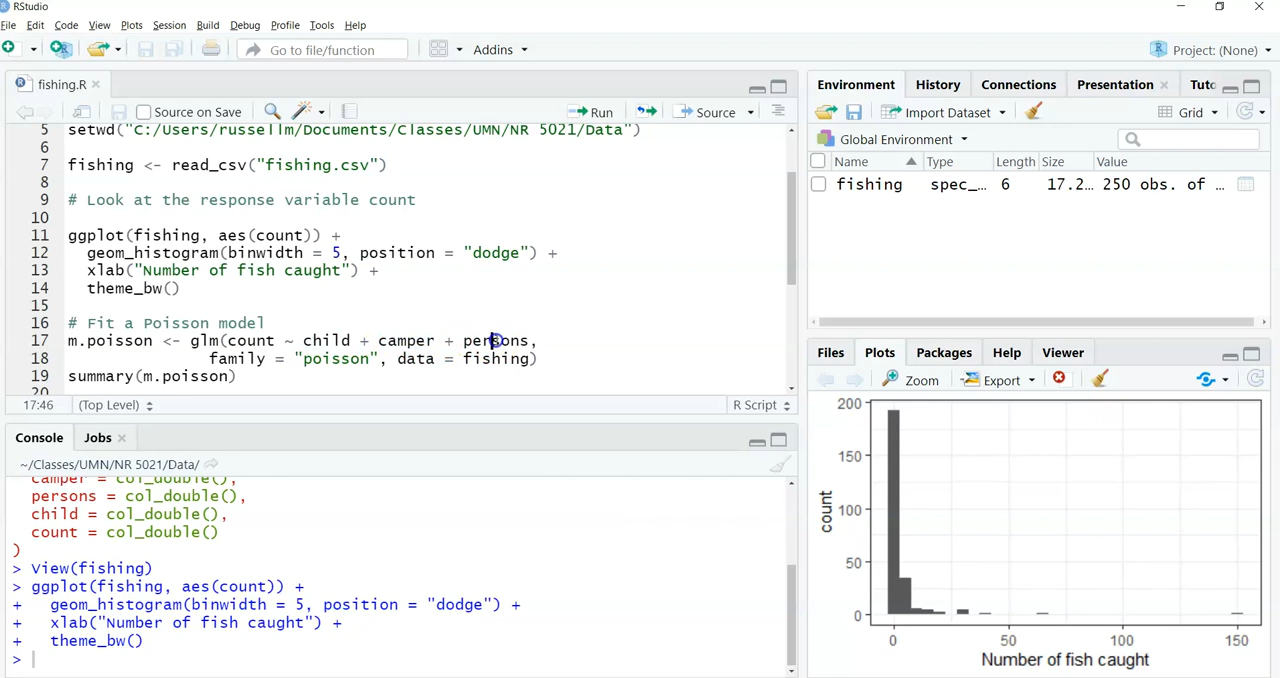 RStudio
File Edit Code View Plots Session Build Debug Profile Tools Help
Go to file/function
Addins
Project: (None)
fishing.R
Source on Save
Run
Source
5 setwd("C:/Users/russellm/Documents/Classes/UMN/NR 5021/Data")
6
7 fishing <- read_csv("fishing.csv")
8
9 # Look at the response variable count
10
11 ggplot(fishing, aes(count)) +
12 geom_histogram(binwidth = 5, position = "dodge") +
13 xlab("Number of fish caught") +
14 theme_bw()
15
16 # Fit a Poisson model
17 m.poisson <- glm(count ~ child + camper + persons,
18 family = "poisson", data = fishing)
19 summary(m.poisson)
20
17:46 (Top Level) R Script
Console Jobs
~/Classes/UMN/NR 5021/Data/
camper = col_double(),
persons = col_double(),
child = col_double(),
count = col_double()
)
> View(fishing)
> ggplot(fishing, aes(count)) +
+ geom_histogram(binwidth = 5, position = "dodge") +
+ xlab("Number of fish caught") +
+ theme_bw()
>
Environment History Connections Presentation Tutc
Import Dataset
Grid
Global Environment
Name Type Length Size Value
fishing spec_… 6 17.2… 250 obs. of …
Files Plots Packages Help Viewer
Zoom Export
200
150
100
50
0
count
0 50 100 150
Number of fish caught